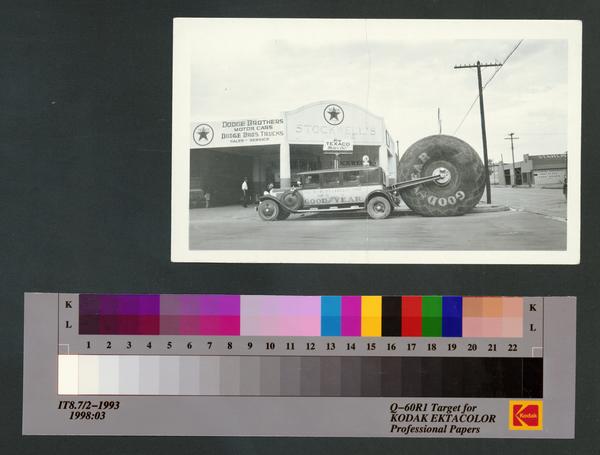 DODGE BROTHERS
MOTOR CARS
DODGE BROS TRUCKS
SALES - SERVICE
STOCKWELL'S
TEXACO
GOODYEAR
GOODYEAR
K K
L L
1 2 3 4 5 6 7 8 9 10 11 12 13 14 15 16 17 18 19 20 21 22
IT8.7/2-1993
1998:03
Q-60R1 Target for
KODAK EKTACOLOR
Professional Papers
Kodak